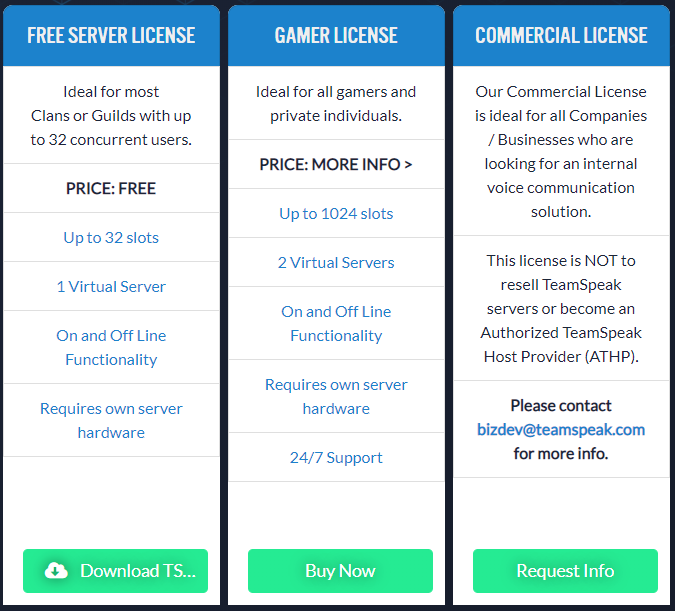 FREE SERVER LICENSE
Ideal for most
Clans or Guilds with up
to 32 concurrent users.
PRICE: FREE
Up to 32 slots
1 Virtual Server
On and Off Line
Functionality
Requires own server
hardware
Download TS...
GAMER LICENSE
Ideal for all gamers and
private individuals.
PRICE: MORE INFO >
Up to 1024 slots
2 Virtual Servers
On and Off Line
Functionality
Requires own server
hardware
24/7 Support
Buy Now
COMMERCIAL LICENSE
Our Commercial License
is ideal for all Companies
/ Businesses who are
looking for an internal
voice communication
solution.
This license is NOT to
resell TeamSpeak
servers or become an
Authorized TeamSpeak
Host Provider (ATHP).
Please contact
bizdev@teamspeak.com
for more info.
Request Info